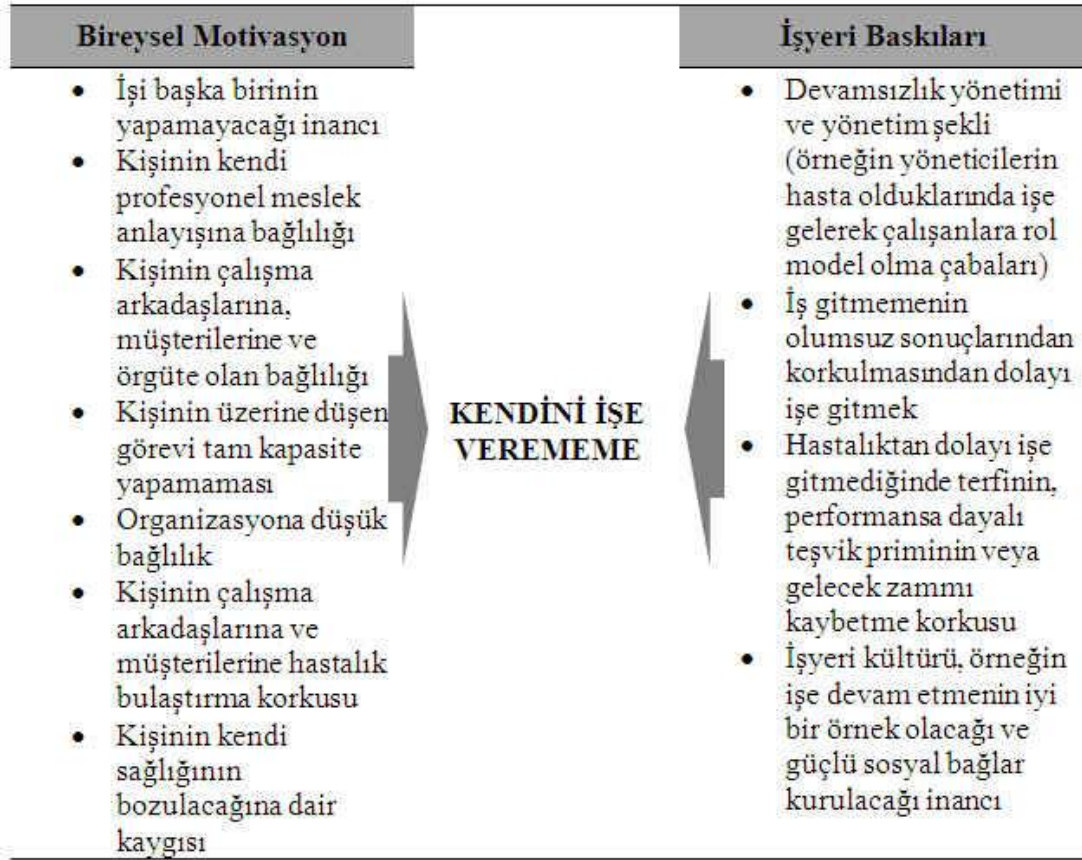 Bireysel Motivasyon
• İşi başka birinin
yapamayacağı inancı
• Kişinin kendi
profesyonel meslek
anlayışına bağlılığı
• Kişinin çalışma
arkadaşlarına,
müşterilerine ve
örgüte olan bağlılığı
• Kişinin üzerine düşen
görevi tam kapasite
yapamaması
• Organizasyona düşük
bağlılık
• Kişinin çalışma
arkadaşlarına ve
müşterilerine hastalık
bulaştırma korkusu
• Kişinin kendi
sağlığının
bozulacağına dair
kaygısı
KENDİNİ İŞE
VEREMEME
İşyeri Baskıları
• Devamsızlık yönetimi
ve yönetim şekli
(örneğin yöneticilerin
hasta olduklarında işe
gelerek çalışanlara rol
model olma çabaları)
• İş gitmemenin
olumsuz sonuçlarından
korkulmasından dolayı
işe gitmek
• Hastalıktan dolayı işe
gitmediğinde terfinin,
performansa dayalı
teşvik priminin veya
gelecek zammı
kaybetme korkusu
• İşyeri kültürü, örneğin
işe devam etmenin iyi
bir örnek olacağı ve
güçlü sosyal bağlar
kurulacağı inancı